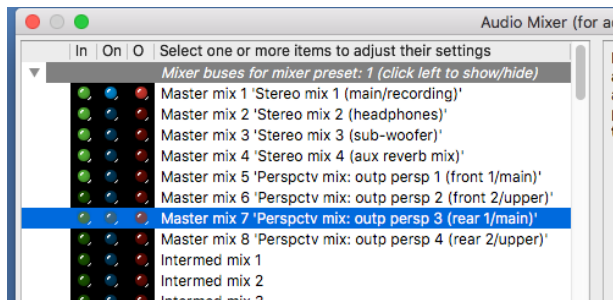 Audio Mixer (for a
In On O Select one or more items to adjust their settings
Mixer buses for mixer preset: 1 (click left to show/hide)
Master mix 1 'Stereo mix 1 (main/recording)'
Master mix 2 'Stereo mix 2 (headphones)'
Master mix 3 'Stereo mix 3 (sub-woofer)'
Master mix 4 'Stereo mix 4 (aux reverb mix)'
Master mix 5 'Perspctv mix: outp persp 1 (front 1/main)'
Master mix 6 'Perspctv mix: outp persp 2 (front 2/upper)'
Master mix 7 'Perspctv mix: outp persp 3 (rear 1/main)'
Master mix 8 'Perspctv mix: outp persp 4 (rear 2/upper)'
Intermed mix 1
Intermed mix 2